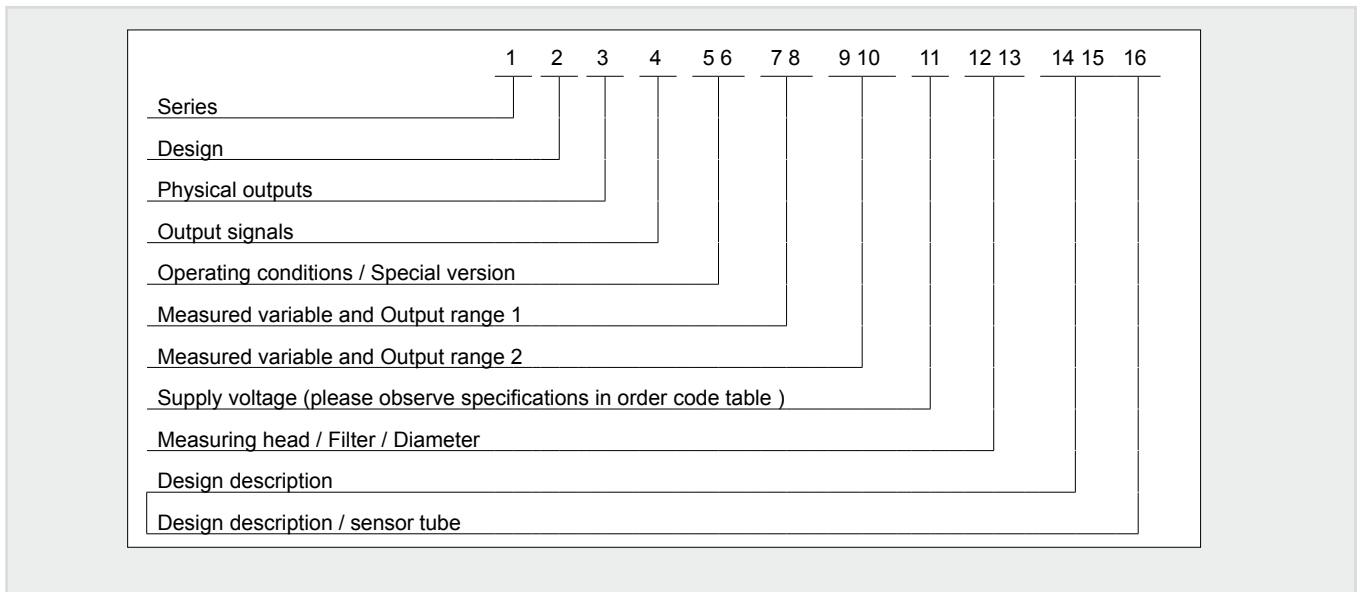 1 2 3 4 5 6 7 8 9 10 11 12 13 14 15 16
Series
Design
Physical outputs
Output signals
Operating conditions / Special version
Measured variable and Output range 1
Measured variable and Output range 2
Supply voltage (please observe specifications in order code table )
Measuring head / Filter / Diameter
Design description
Design description / sensor tube